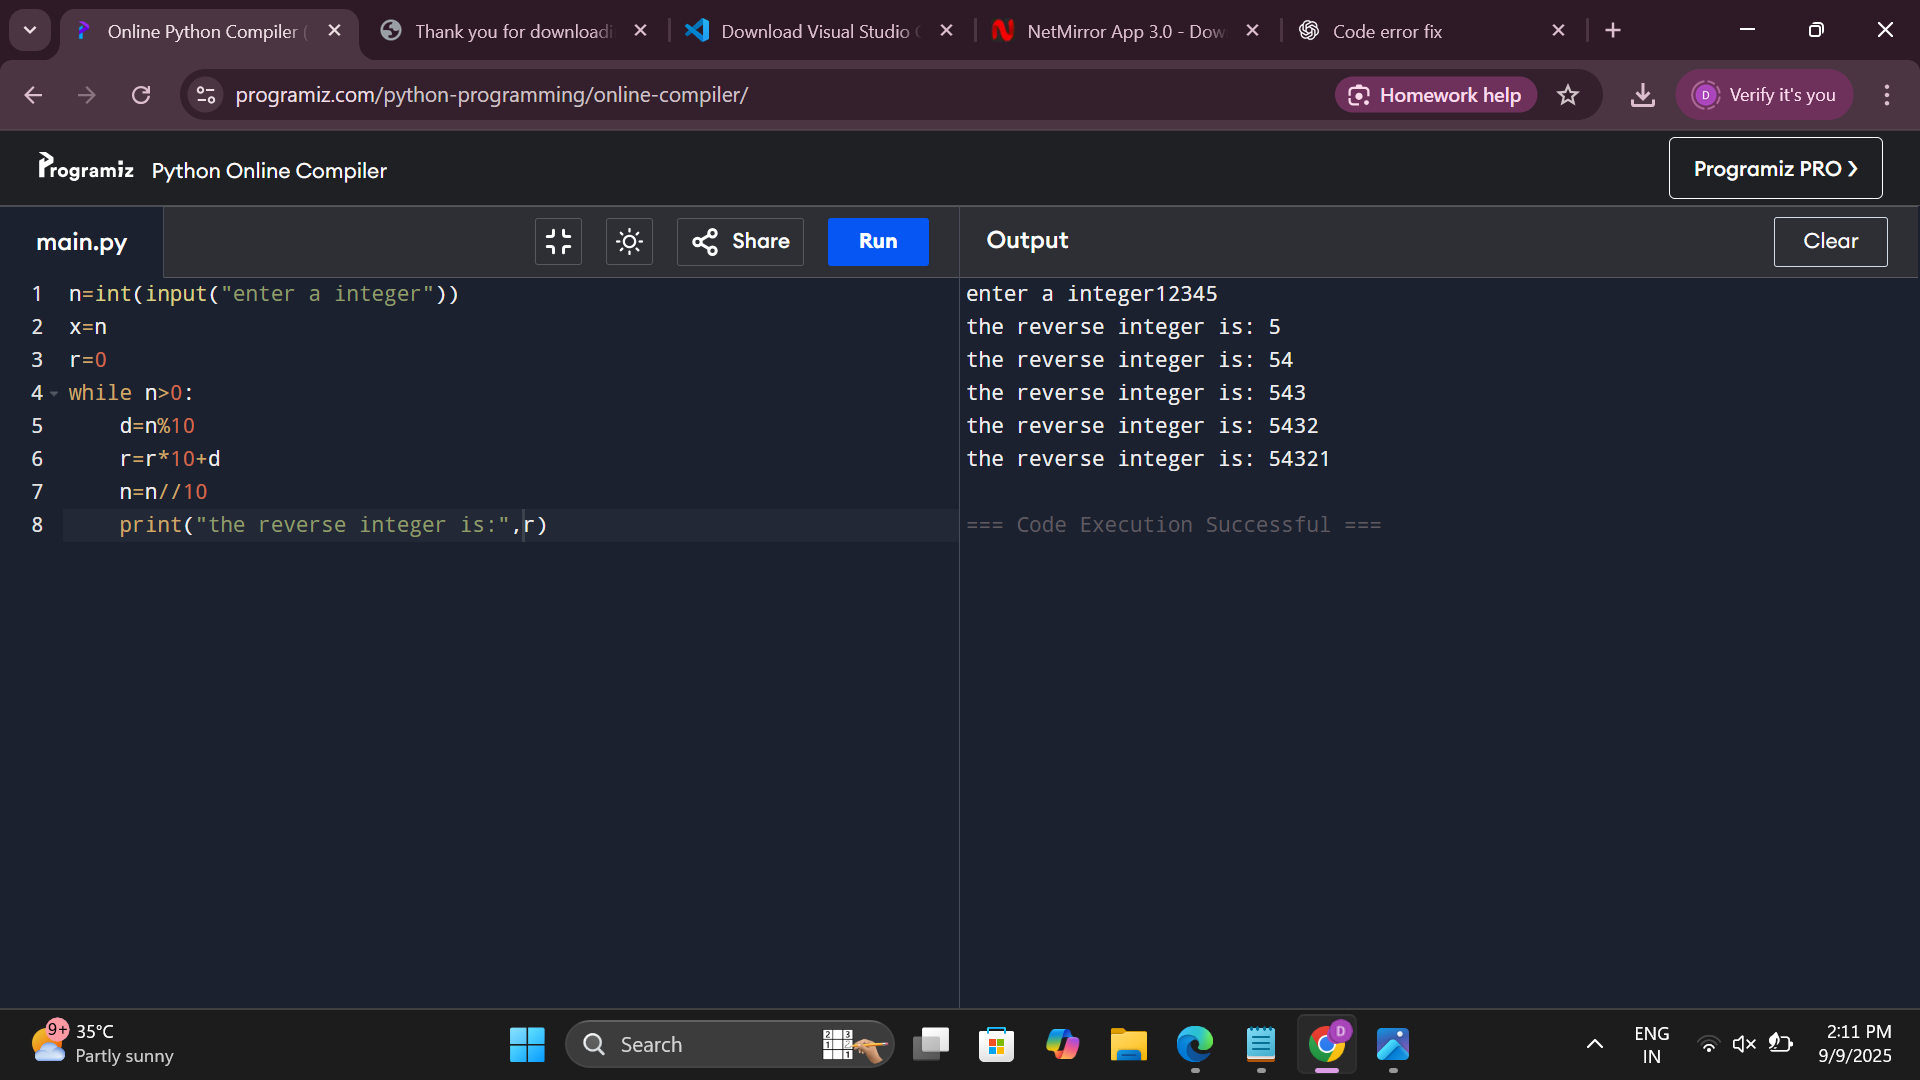 Online Python Compiler (
Thank you for downloadi
Download Visual Studio C
NetMirror App 3.0 - Dow
Code error fix
programiz.com/python-programming/online-compiler/
Homework help
D
Verify it's you
Programiz
Python Online Compiler
Programiz PRO ❯
main.py
Share
Run
Output
Clear
1 n=int(input("enter a integer"))
2 x=n
3 r=0
4 while n>0:
5     d=n%10
6     r=r*10+d
7     n=n//10
8     print("the reverse integer is:",r)
enter a integer12345
the reverse integer is: 5
the reverse integer is: 54
the reverse integer is: 543
the reverse integer is: 5432
the reverse integer is: 54321
=== Code Execution Successful ===
9+
35°C
Partly sunny
Search
D
ENG
IN
2:11 PM
9/9/2025